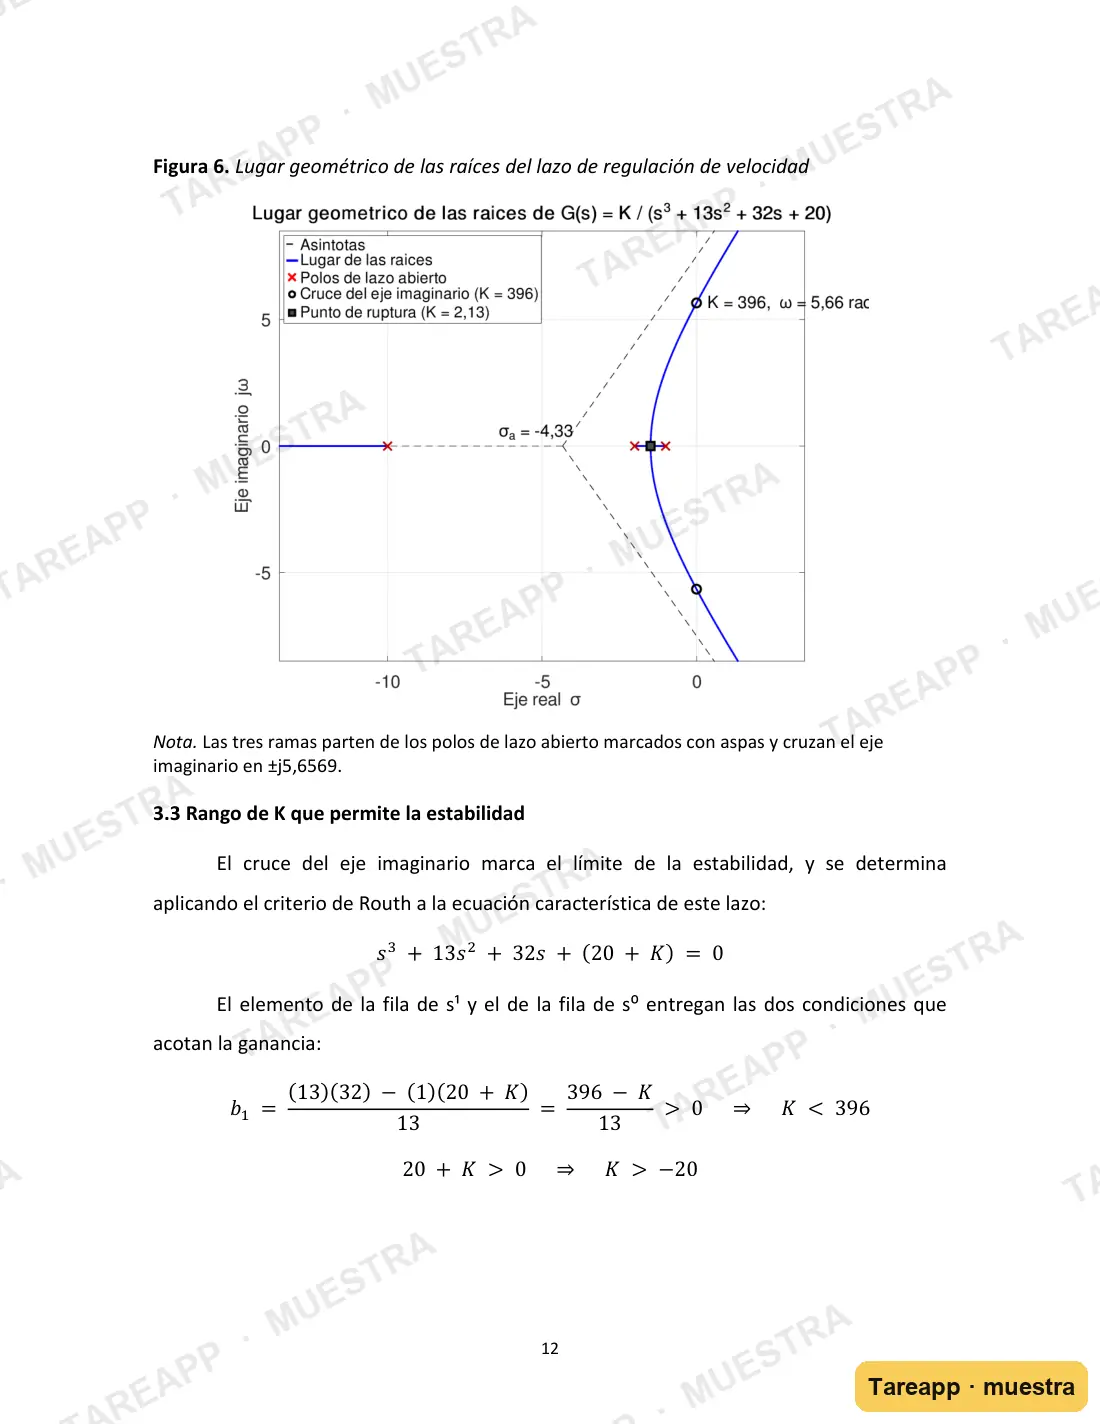 Figura 6. Lugar geométrico de las raíces del lazo de regulación de velocidad
Lugar geometrico de las raices de G(s) = K / (s³ + 13s² + 32s + 20)
Asintotas
Lugar de las raices
Polos de lazo abierto
Cruce del eje imaginario (K = 396)
Punto de ruptura (K = 2,13)
K = 396, ω = 5,66 rac
σₐ = -4,33
5
0
-5
Eje imaginario jω
-10
-5
0
Eje real σ
Nota. Las tres ramas parten de los polos de lazo abierto marcados con aspas y cruzan el eje
imaginario en ±j5,6569.
3.3 Rango de K que permite la estabilidad
El cruce del eje imaginario marca el límite de la estabilidad, y se determina
aplicando el criterio de Routh a la ecuación característica de este lazo:
s³ + 13s² + 32s + (20 + K) = 0
El elemento de la fila de s¹ y el de la fila de s⁰ entregan las dos condiciones que
acotan la ganancia:
b₁ = (13)(32) − (1)(20 + K) / 13 = 396 − K / 13 > 0 ⇒ K < 396
20 + K > 0 ⇒ K > −20
12
Tareapp · muestra
TAREAPP · MUESTRA